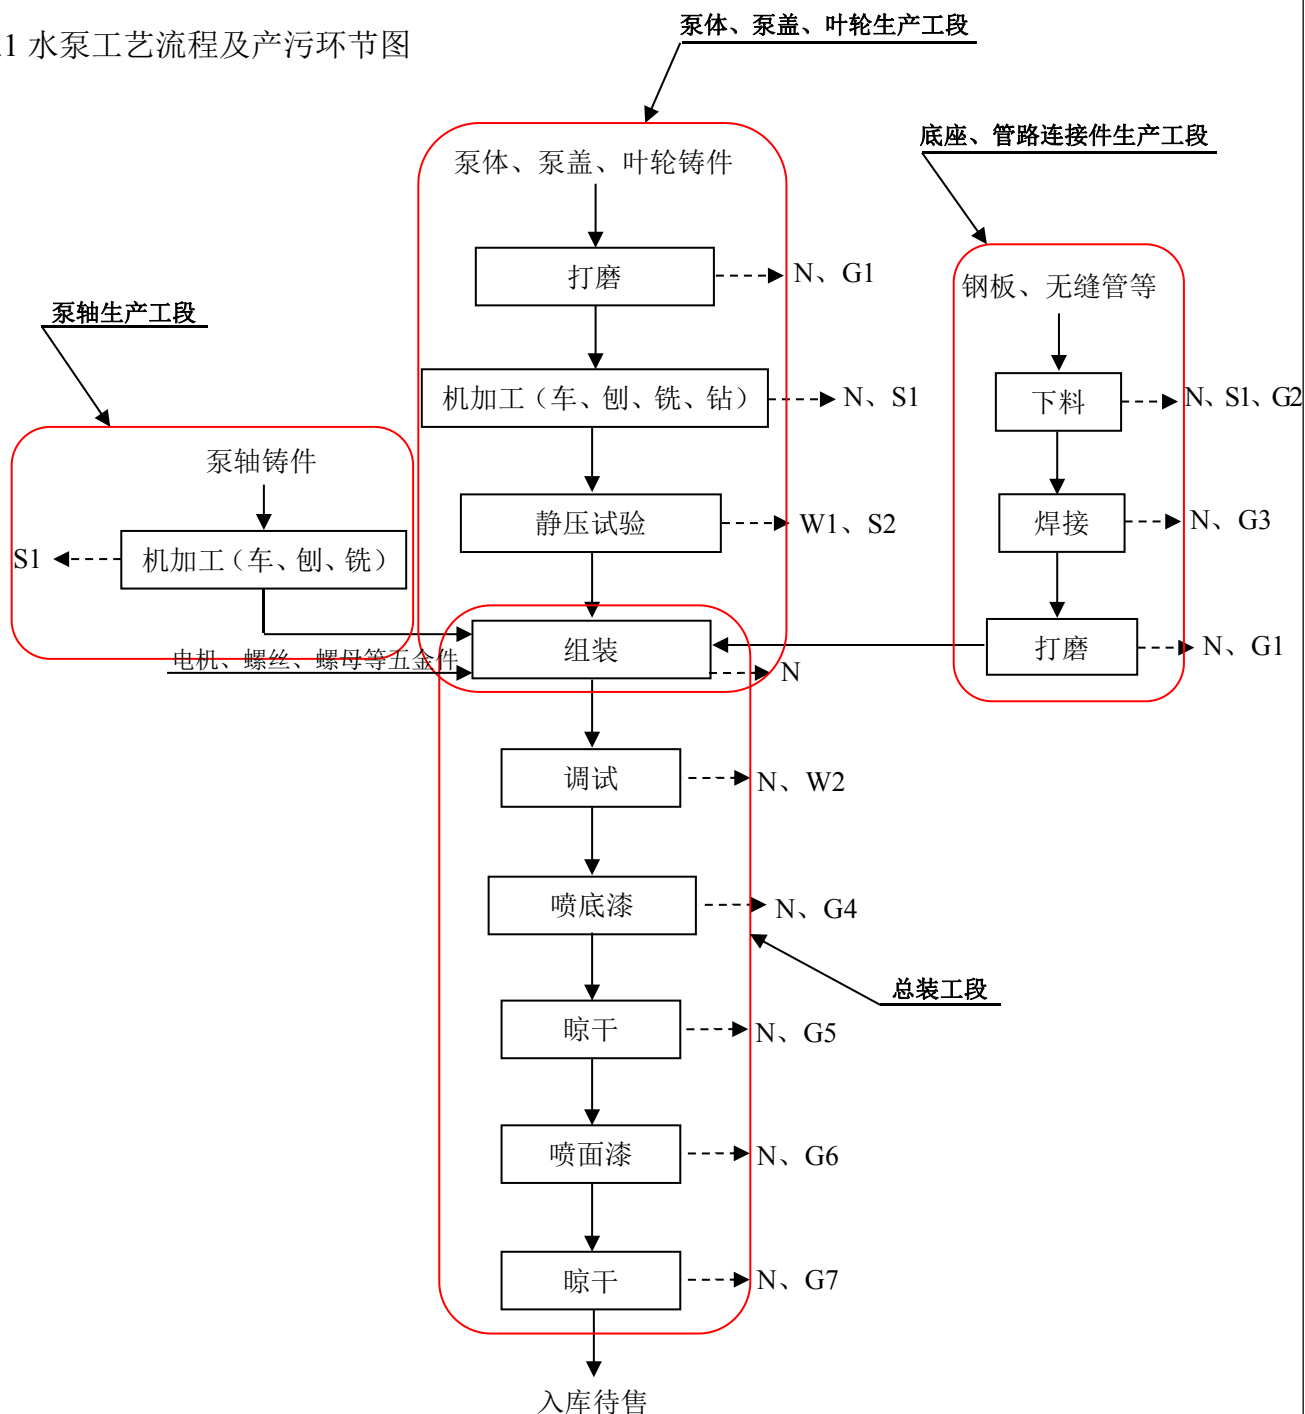 1 水泵工艺流程及产污环节图
泵体、泵盖、叶轮生产工段
底座、管路连接件生产工段
泵体、泵盖、叶轮铸件
打磨
N、G1
钢板、无缝管等
泵轴生产工段
机加工（车、刨、铣、钻）
N、S1
下料
N、S1、G2
泵轴铸件
静压试验
W1、S2
焊接
N、G3
S1
机加工（车、刨、铣）
组装
N
打磨
N、G1
电机、螺丝、螺母等五金件
调试
N、W2
喷底漆
N、G4
总装工段
晾干
N、G5
喷面漆
N、G6
晾干
N、G7
入库待售